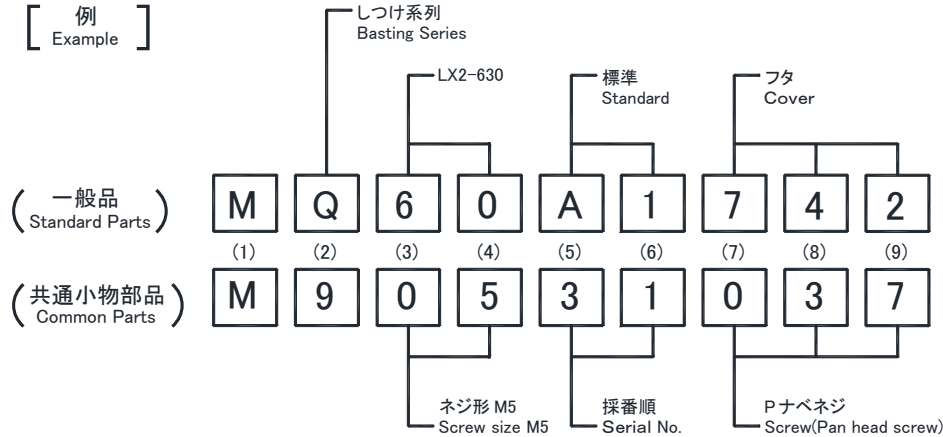 [ 例
Example ]
しつけ系列
Basting Series
LX2-630
標準
Standard
フタ
Cover
( 一般品
Standard Parts )
M Q 6 0 A 1 7 4 2
(1) (2) (3) (4) (5) (6) (7) (8) (9)
( 共通小物部品
Common Parts )
M 9 0 5 3 1 0 3 7
ネジ形 M5
Screw size M5
採番順
Serial No.
Pナベネジ
Screw(Pan head screw)